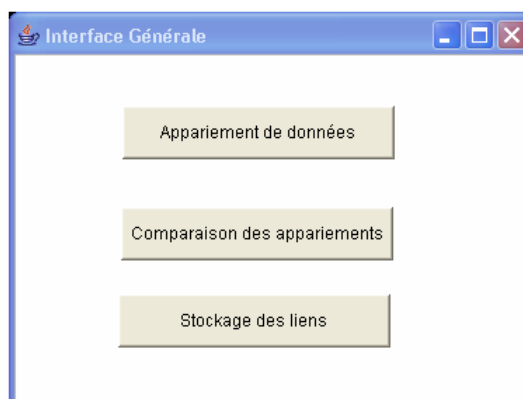 Interface Générale
Appariement de données
Comparaison des appariements
Stockage des liens